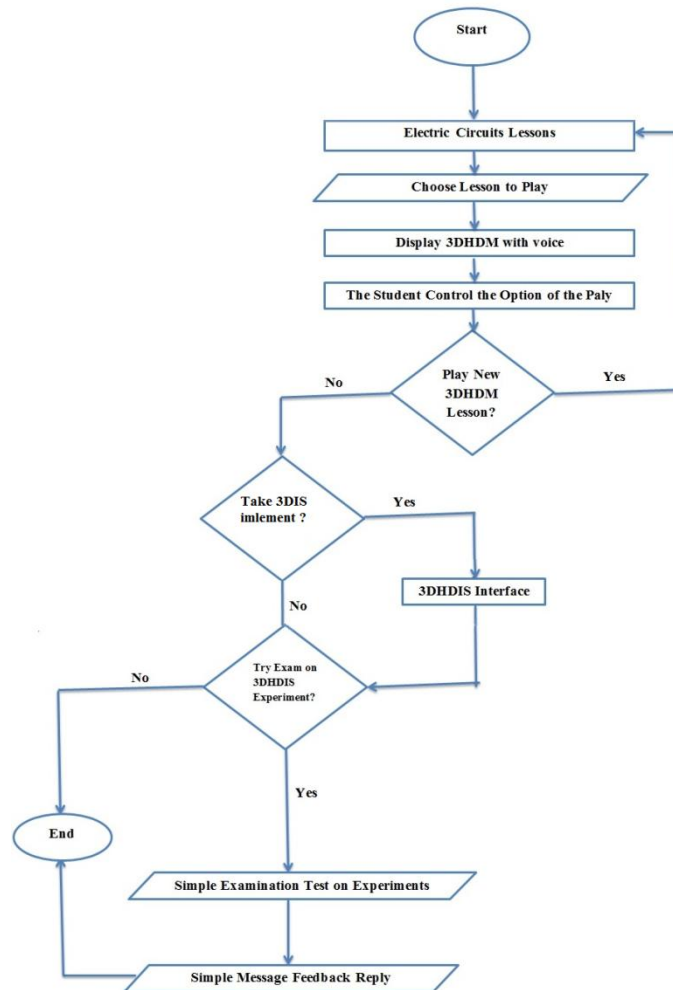 Start
Electric Circuits Lessons
Choose Lesson to Play
Display 3DHDM with voice
The Student Control the Option of the Paly
Play New
3DHDM
Lesson?
No
Yes
Take 3DIS
imlement ?
Yes
3DHDIS Interface
No
Try Exam on
3DHDIS
Experiment?
No
Yes
End
Simple Examination Test on Experiments
Simple Message Feedback Reply